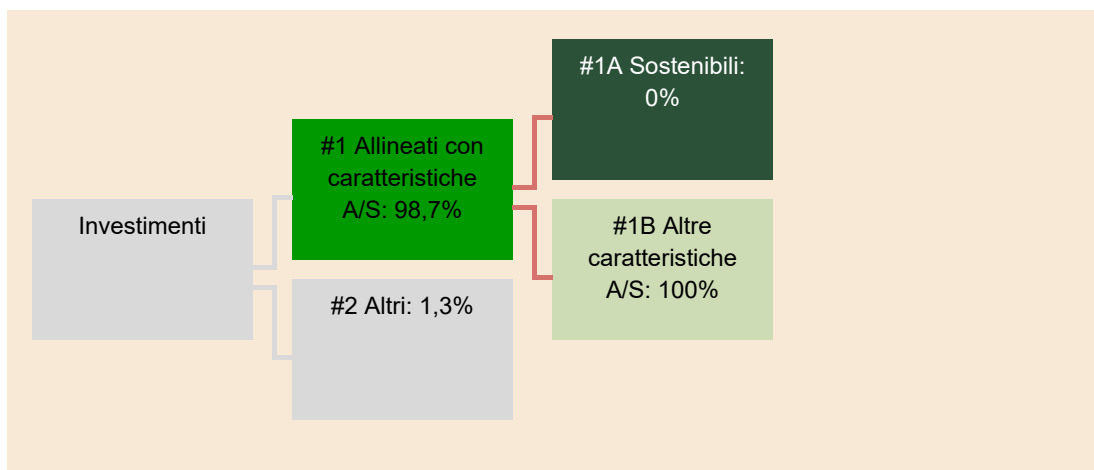 Investimenti
#1 Allineati con
caratteristiche
A/S: 98,7%
#2 Altri: 1,3%
#1A Sostenibili:
0%
#1B Altre
caratteristiche
A/S: 100%